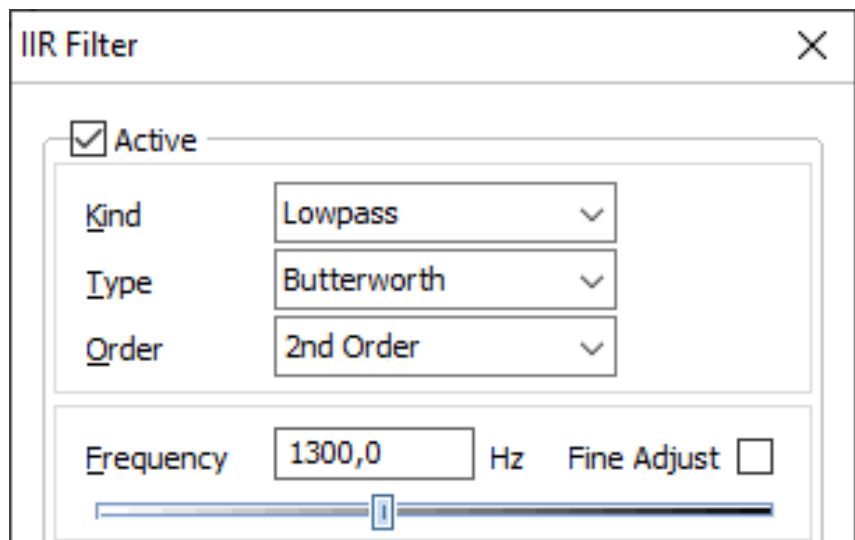 IIR Filter
Active
Kind Lowpass
Type Butterworth
Order 2nd Order
Frequency 1300,0 Hz Fine Adjust